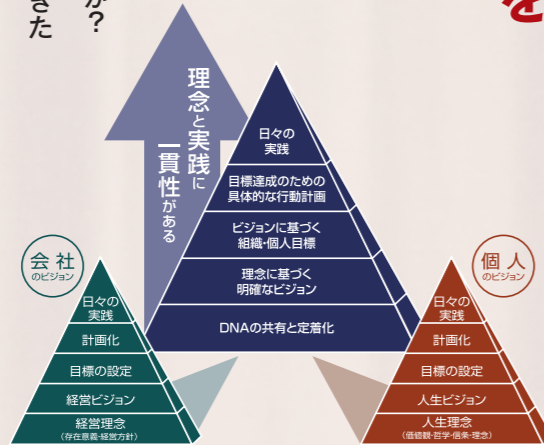 を
か？
きた
理念と実践に
一貫性がある
日々の
実践
目標達成のための
具体的な行動計画
ビジョンに基づく
組織・個人目標
理念に基づく
明確なビジョン
DNAの共有と定着化
会社
のビジョン
日々の
実践
計画化
目標の設定
経営ビジョン
経営理念
(存在意義・経営方針)
個人
のビジョン
日々の
実践
計画化
目標の設定
人生ビジョン
人生理念
(価値観・哲学・信条・理念)